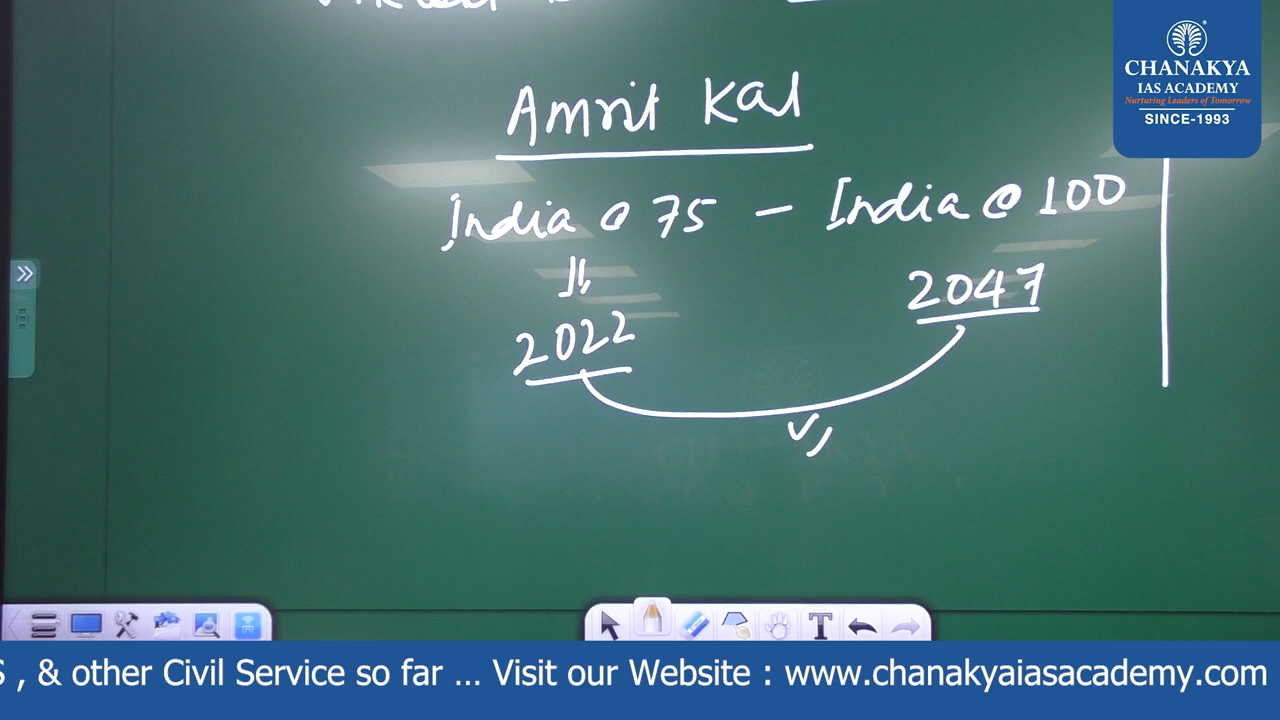 CHANAKYA
IAS ACADEMY
Nurturing Leaders of Tomorrow
SINCE-1993
Amrit Kal
India @ 75 - India @ 100
2022
2047
S , & other Civil Service so far ... Visit our Website : www.chanakyaiasacademy.com